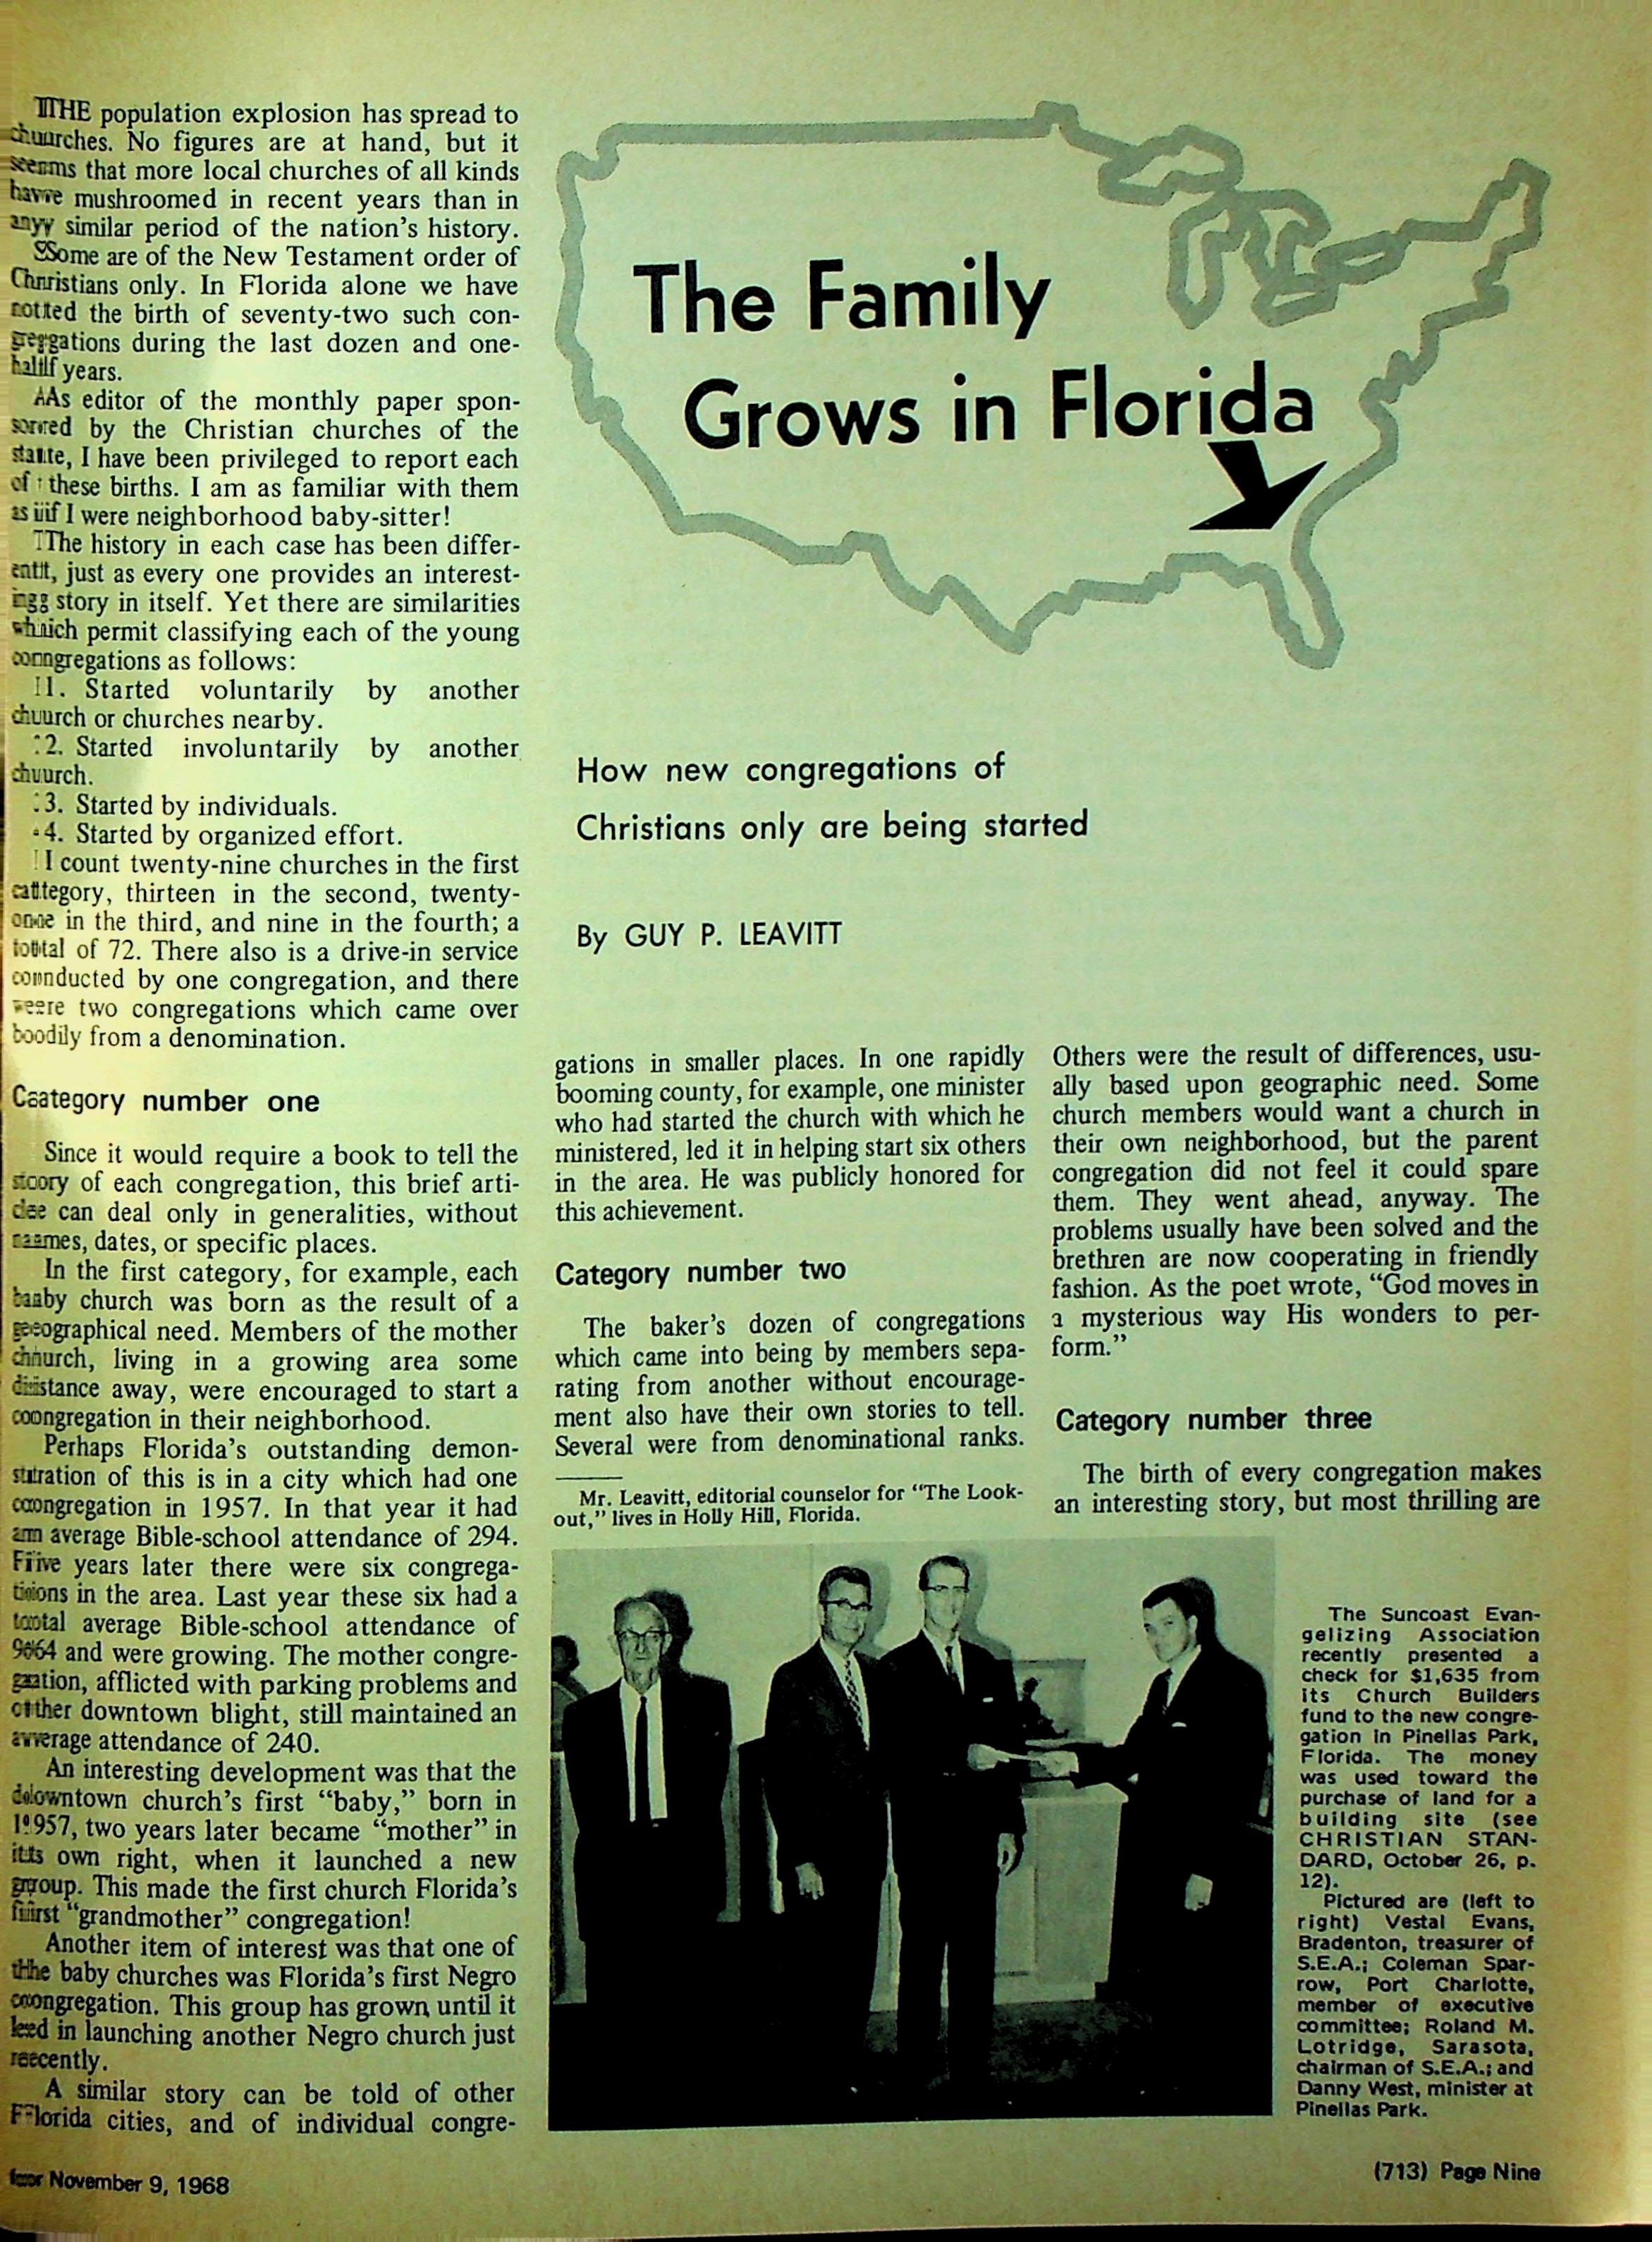 The Family
Grows in Florida
How new congregations of
Christians only are being started
By GUY P. LEAVITT
THE population explosion has spread to
churches. No figures are at hand, but it
seems that more local churches of all kinds
have mushroomed in recent years than in
any similar period of the nation's history.
Some are of the New Testament order of
Christians only. In Florida alone we have
noted the birth of seventy-two such con-
gregations during the last dozen and one-
half years.
As editor of the monthly paper spon-
sored by the Christian churches of the
state, I have been privileged to report each
of these births. I am as familiar with them
as if I were neighborhood baby-sitter!
The history in each case has been differ-
ent, just as every one provides an interest-
ing story in itself. Yet there are similarities
which permit classifying each of the young
congregations as follows:
1. Started voluntarily by another
church or churches nearby.
2. Started involuntarily by another
church.
3. Started by individuals.
4. Started by organized effort.
I count twenty-nine churches in the first
category, thirteen in the second, twenty-
one in the third, and nine in the fourth; a
total of 72. There also is a drive-in service
conducted by one congregation, and there
were two congregations which came over
bodily from a denomination.
Category number one
Since it would require a book to tell the
story of each congregation, this brief arti-
cle can deal only in generalities, without
names, dates, or specific places.
In the first category, for example, each
baby church was born as the result of a
geographical need. Members of the mother
church, living in a growing area some
distance away, were encouraged to start a
congregation in their neighborhood.
Perhaps Florida's outstanding demon-
stration of this is in a city which had one
congregation in 1957. In that year it had
an average Bible-school attendance of 294.
Five years later there were six congrega-
tions in the area. Last year these six had a
total average Bible-school attendance of
964 and were growing. The mother congre-
gation, afflicted with parking problems and
other downtown blight, still maintained an
average attendance of 240.
An interesting development was that the
downtown church's first "baby," born in
1957, two years later became "mother" in
its own right, when it launched a new
group. This made the first church Florida's
first "grandmother" congregation!
Another item of interest was that one of
the baby churches was Florida's first Negro
congregation. This group has grown until it
led in launching another Negro church just
recently.
A similar story can be told of other
Florida cities, and of individual congre-
gations in smaller places. In one rapidly
booming county, for example, one minister
who had started the church with which he
ministered, led it in helping start six others
in the area. He was publicly honored for
this achievement.
Category number two
The baker's dozen of congregations
which came into being by members sepa-
rating from another without encourage-
ment also have their own stories to tell.
Several were from denominational ranks.
Mr. Leavitt, editorial counselor for "The Look-
out," lives in Holly Hill, Florida.
Others were the result of differences, usu-
ally based upon geographic need. Some
church members would want a church in
their own neighborhood, but the parent
congregation did not feel it could spare
them. They went ahead, anyway. The
problems usually have been solved and the
brethren are now cooperating in friendly
fashion. As the poet wrote, "God moves in
a mysterious way His wonders to per-
form."
Category number three
The birth of every congregation makes
an interesting story, but most thrilling are
The Suncoast Evan-
gelizing Association
recently presented a
check for $1,635 from
its Church Builders
fund to the new congre-
gation in Pinellas Park,
Florida. The money
was used toward the
purchase of land for a
building site (see
CHRISTIAN STAN-
DARD, October 26, p.
12).
Pictured are (left to
right) Vestal Evans,
Bradenton, treasurer of
S.E.A.; Coleman Spar-
row, Port Charlotte,
member of executive
committee; Roland M.
Lotridge, Sarasota,
chairman of S.E.A.; and
Danny West, minister at
Pinellas Park.
for November 9, 1968
(713) Page Nine